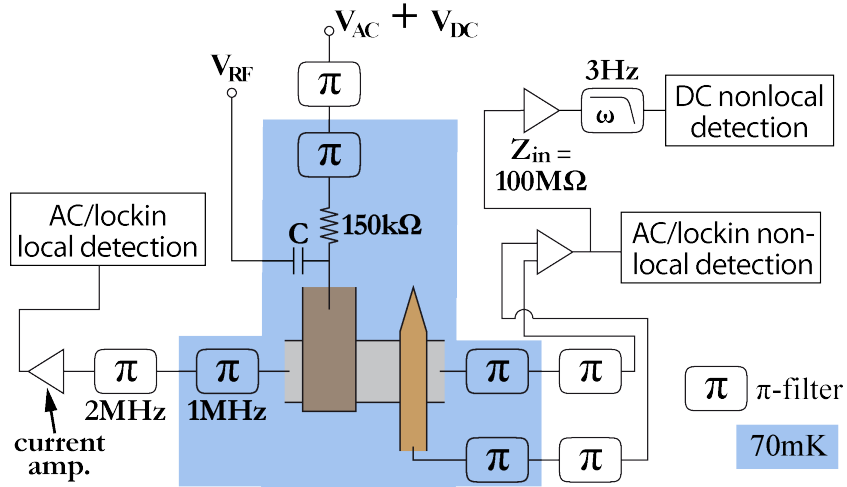 V_AC + V_DC
V_RF
π
π
150kΩ
C
AC/lockin
local detection
π
2MHz
π
1MHz
current
amp.
3Hz
ω
DC nonlocal
detection
Z_in =
100MΩ
AC/lockin non-
local detection
π
π
π
π
π π-filter
70mK